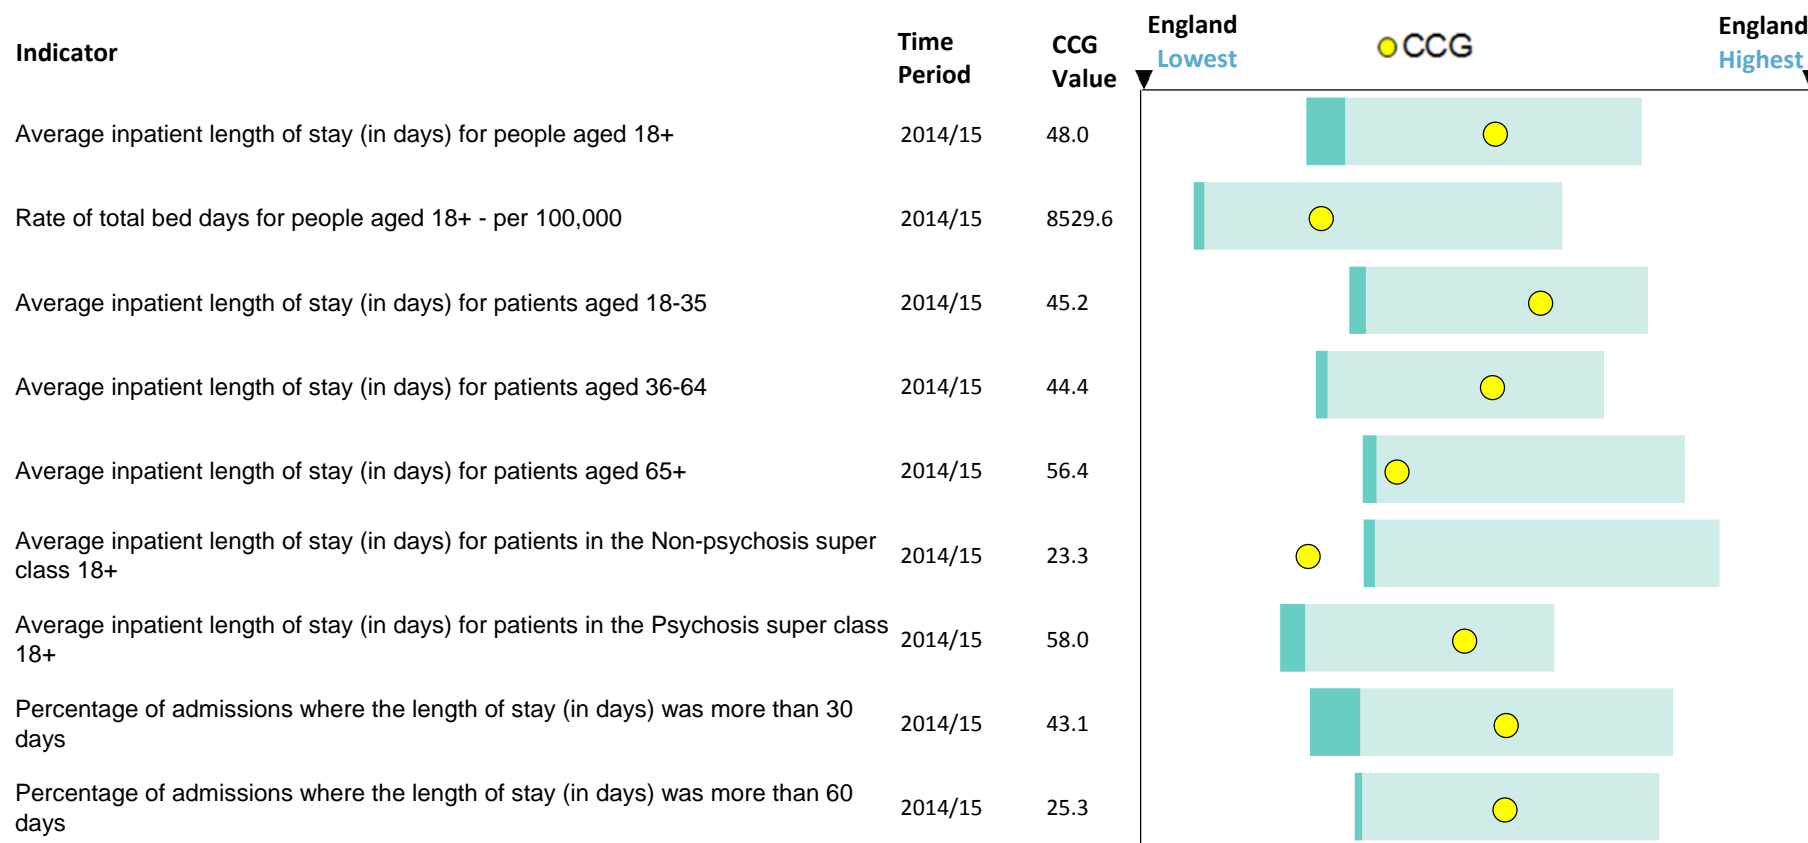 Indicator
Time
Period
CCG
Value
England
Lowest
CCG
England
Highest
Average inpatient length of stay (in days) for people aged 18+ 2014/15 48.0
Rate of total bed days for people aged 18+ - per 100,000 2014/15 8529.6
Average inpatient length of stay (in days) for patients aged 18-35 2014/15 45.2
Average inpatient length of stay (in days) for patients aged 36-64 2014/15 44.4
Average inpatient length of stay (in days) for patients aged 65+ 2014/15 56.4
Average inpatient length of stay (in days) for patients in the Non-psychosis super
class 18+
2014/15 23.3
Average inpatient length of stay (in days) for patients in the Psychosis super class
18+
2014/15 58.0
Percentage of admissions where the length of stay (in days) was more than 30
days
2014/15 43.1
Percentage of admissions where the length of stay (in days) was more than 60
days
2014/15 25.3